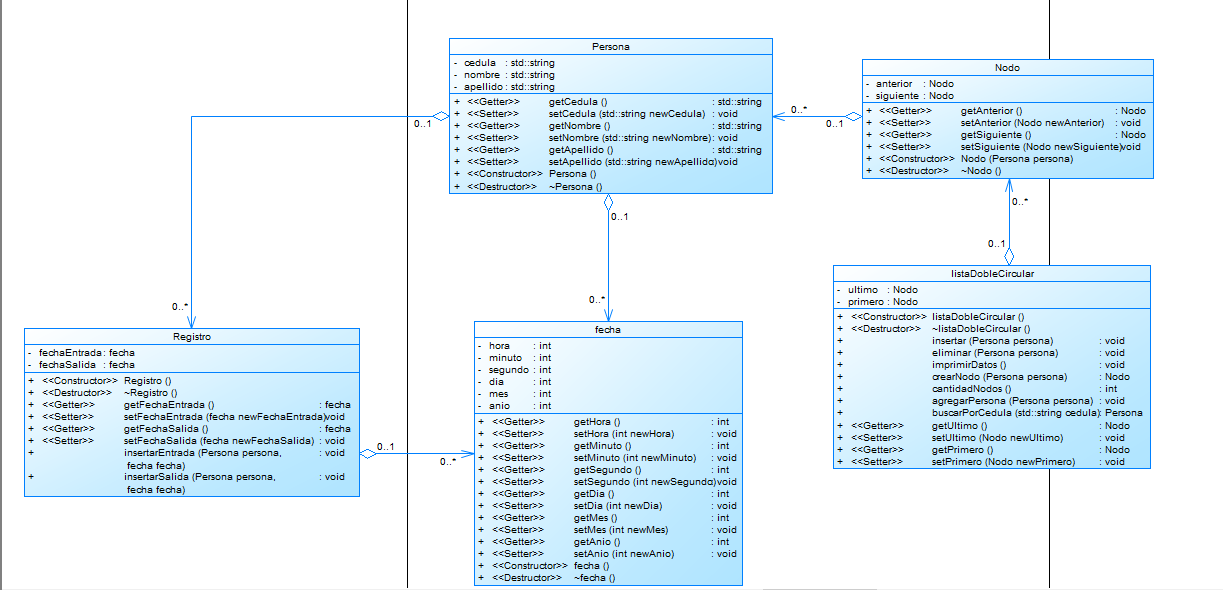 Persona
- cedula : std::string
- nombre : std::string
- apellido : std::string
+ <<Getter>> getCedula () : std::string
+ <<Setter>> setCedula (std::string newCedula) : void
+ <<Getter>> getNombre () : std::string
+ <<Setter>> setNombre (std::string newNombre) : void
+ <<Getter>> getApellido () : std::string
+ <<Setter>> setApellido (std::string newApellido) void
+ <<Constructor>> Persona ()
+ <<Destructor>> ~Persona ()
0..1
0..*
0..1
0..*
0..*
0..1
Nodo
- anterior : Nodo
- siguiente : Nodo
+ <<Getter>> getAnterior () : Nodo
+ <<Setter>> setAnterior (Nodo newAnterior) : void
+ <<Getter>> getSiguiente () : Nodo
+ <<Setter>> setSiguiente (Nodo newSiguiente) void
+ <<Constructor>> Nodo (Persona persona)
+ <<Destructor>> ~Nodo ()
0..*
0..1
listaDobleCircular
- ultimo : Nodo
- primero : Nodo
+ <<Constructor>> listaDobleCircular ()
+ <<Destructor>> ~listaDobleCircular ()
+ insertar (Persona persona) : void
+ eliminar (Persona persona) : void
+ imprimirDatos () : void
+ crearNodo (Persona persona) : Nodo
+ cantidadNodos () : int
+ agregarPersona (Persona persona) : void
+ buscarPorCedula (std::string cedula) : Persona
+ <<Getter>> getUltimo () : Nodo
+ <<Setter>> setUltimo (Nodo newUltimo) : void
+ <<Getter>> getPrimero () : Nodo
+ <<Setter>> setPrimero (Nodo newPrimero) : void
Registro
- fechaEntrada : fecha
- fechaSalida : fecha
+ <<Constructor>> Registro ()
+ <<Destructor>> ~Registro ()
+ <<Getter>> getFechaEntrada () : fecha
+ <<Setter>> setFechaEntrada (fecha newFechaEntrada) void
+ <<Getter>> getFechaSalida () : fecha
+ <<Setter>> setFechaSalida (fecha newFechaSalida) : void
+ insertarEntrada (Persona persona, : void
fecha fecha)
+ insertarSalida (Persona persona, : void
fecha fecha)
0..1
0..*
fecha
- hora : int
- minuto : int
- segundo : int
- dia : int
- mes : int
- anio : int
+ <<Getter>> getHora () : int
+ <<Setter>> setHora (int newHora) : void
+ <<Getter>> getMinuto () : int
+ <<Setter>> setMinuto (int newMinuto) : void
+ <<Getter>> getSegundo () : int
+ <<Setter>> setSegundo (int newSegundo) void
+ <<Getter>> getDia () : int
+ <<Setter>> setDia (int newDia) : void
+ <<Getter>> getMes () : int
+ <<Setter>> setMes (int newMes) : void
+ <<Getter>> getAnio () : int
+ <<Setter>> setAnio (int newAnio) : void
+ <<Constructor>> fecha ()
+ <<Destructor>> ~fecha ()